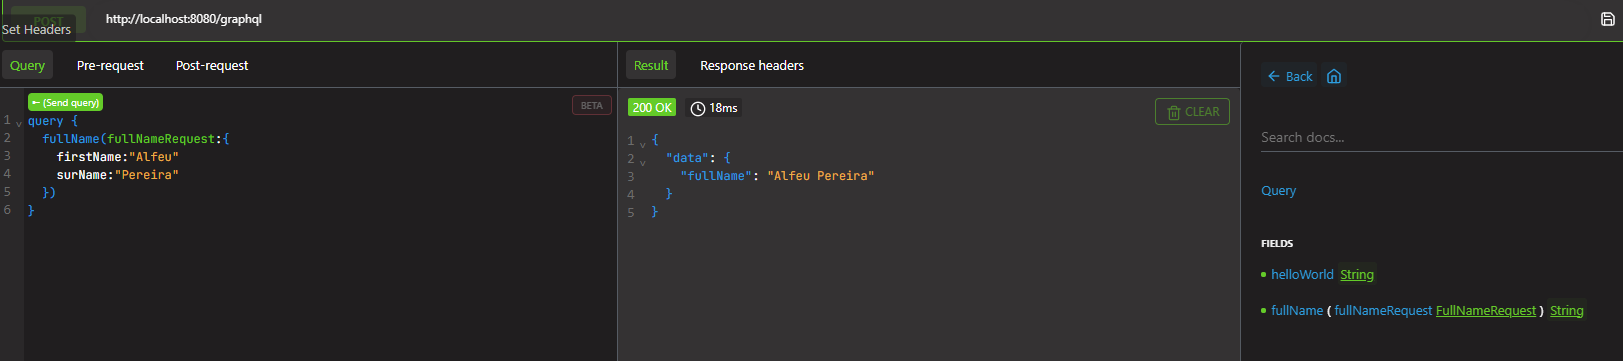 POST
http://localhost:8080/graphql
Set Headers
Query
Pre-request
Post-request
← (Send query)
BETA
1 query {
2 fullName(fullNameRequest:{
3 firstName:"Alfeu"
4 surName:"Pereira"
5 })
6 }
Result
Response headers
200 OK
18ms
CLEAR
1 {
2 "data": {
3 "fullName": "Alfeu Pereira"
4 }
5 }
Back
Search docs...
Query
FIELDS
helloWorld String
fullName ( fullNameRequest FullNameRequest ) String